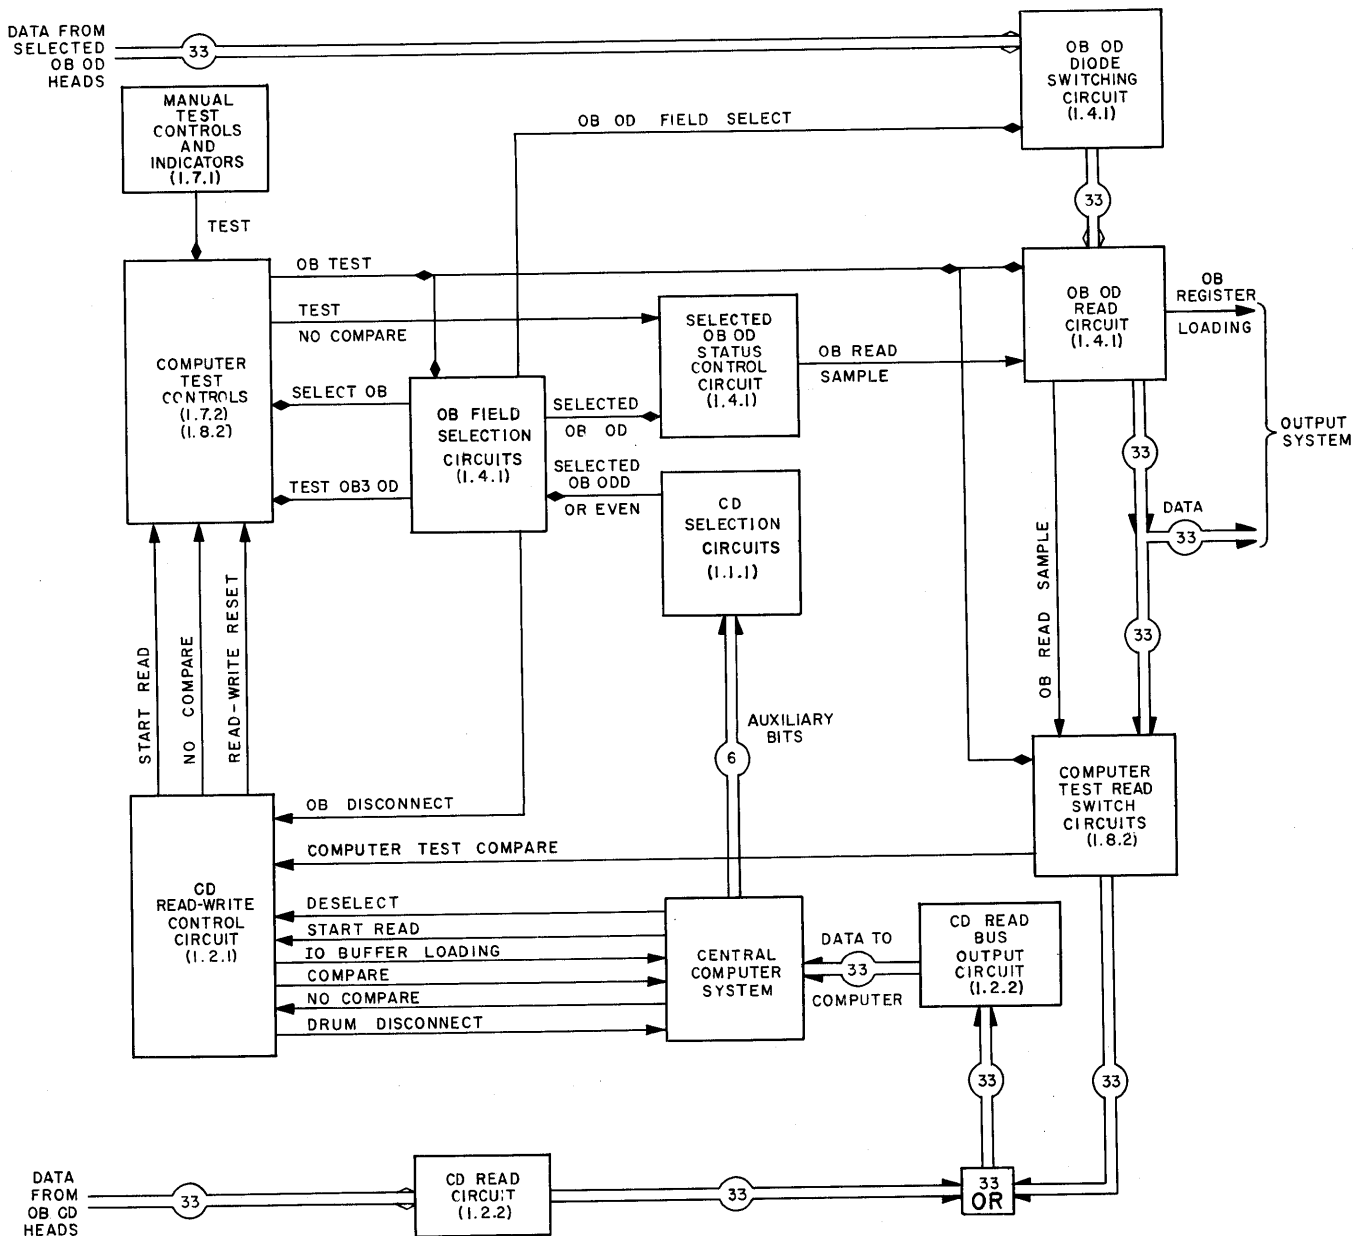 DATA FROM
SELECTED
OB OD
HEADS
33
OB OD
DIODE
SWITCHING
CIRCUIT
(1.4.1)
MANUAL
TEST
CONTROLS
AND
INDICATORS
(1.7.1)
OB OD FIELD SELECT
33
TEST
OB TEST
TEST
NO COMPARE
COMPUTER
TEST
CONTROLS
(1.7.2)
(1.8.2)
SELECT OB
TEST OB3 OD
OB FIELD
SELECTION
CIRCUITS
(1.4.1)
SELECTED
OB OD
SELECTED
OB ODD
OR EVEN
SELECTED
OB OD
STATUS
CONTROL
CIRCUIT
(1.4.1)
OB READ
SAMPLE
OB OD
READ
CIRCUIT
(1.4.1)
OB
REGISTER
LOADING
OUTPUT
SYSTEM
33
DATA
33
CD
SELECTION
CIRCUITS
(1.1.1)
OB READ SAMPLE
33
START READ
NO COMPARE
READ-WRITE RESET
AUXILIARY
BITS
6
COMPUTER
TEST READ
SWITCH
CIRCUITS
(1.8.2)
OB DISCONNECT
COMPUTER TEST COMPARE
CD
READ-WRITE
CONTROL
CIRCUIT
(1.2.1)
DESELECT
START READ
IO BUFFER LOADING
COMPARE
NO COMPARE
DRUM DISCONNECT
CENTRAL
COMPUTER
SYSTEM
DATA TO
33
COMPUTER
CD READ
BUS
OUTPUT
CIRCUIT
(1.2.2)
33
33
DATA
FROM
OB CD
HEADS
33
CD READ
CIRCUIT
(1.2.2)
33
33
OR